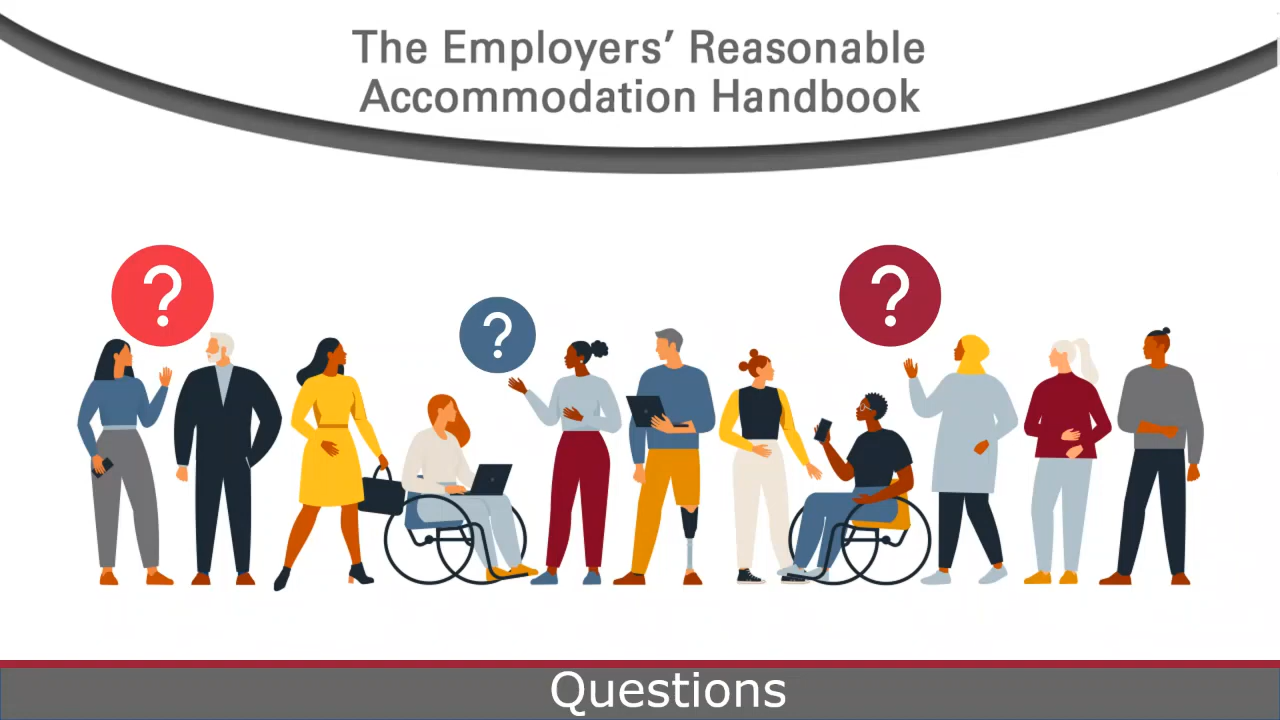 The Employers’ Reasonable
Accommodation Handbook
?
?
?
Questions